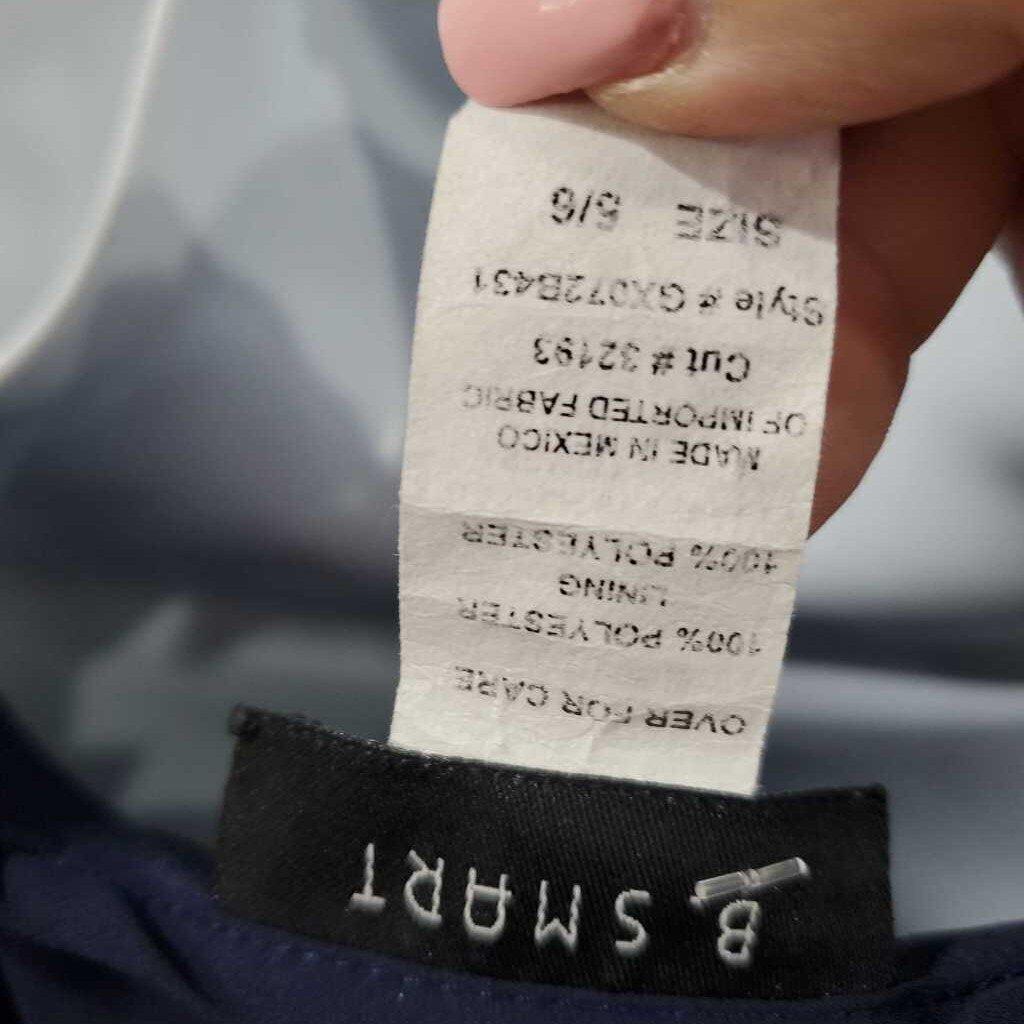 B. SMART
OVER FOR CARE
100% POLYESTER
LINING
100% POLYESTER
MADE IN MEXICO
OF IMPORTED FABRIC
Cut # 32193
Style # GX072B431
SIZE 5/6